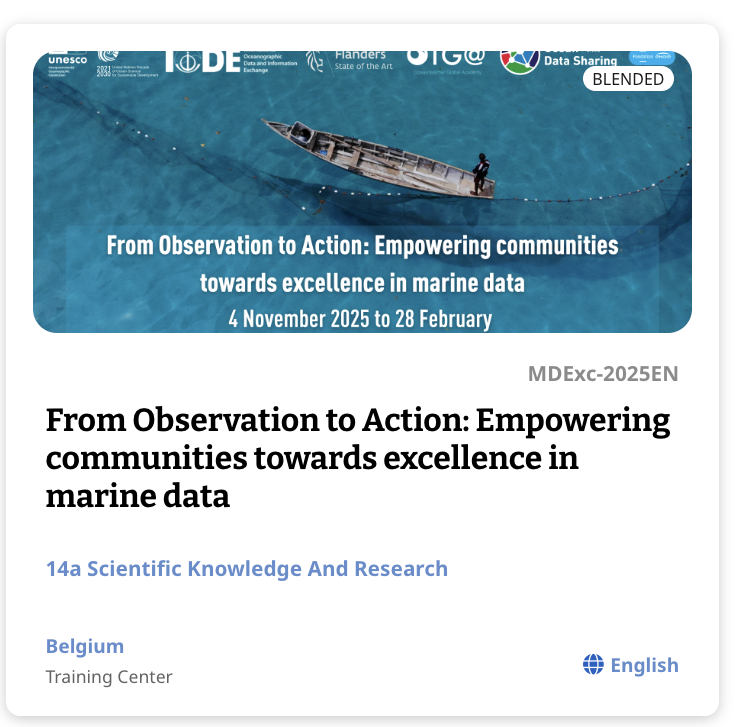 unesco
Oceanographic
Data and Information
Exchange
Flanders
State of the Art
OTG@
Data Sharing
BLENDED
From Observation to Action: Empowering communities
towards excellence in marine data
4 November 2025 to 28 February
MDExc-2025EN
From Observation to Action: Empowering
communities towards excellence in
marine data
14a Scientific Knowledge And Research
Belgium
Training Center
English